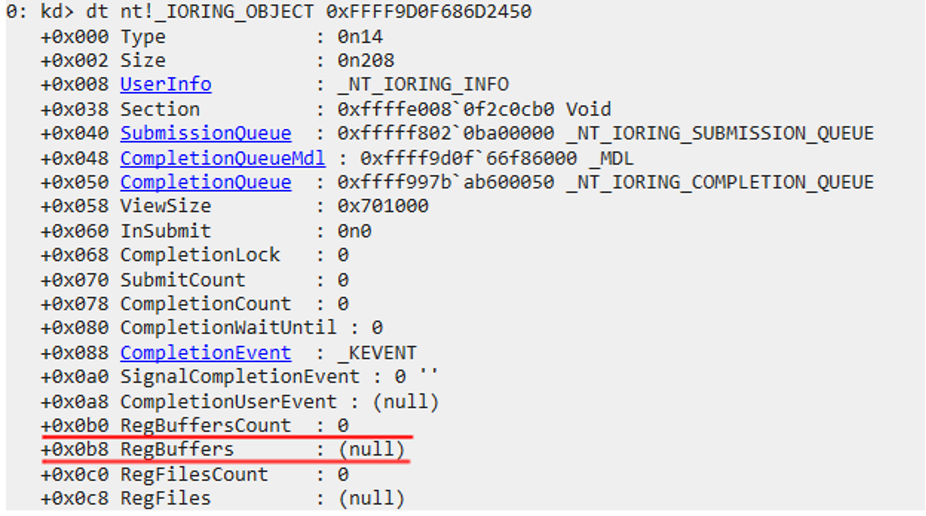 0: kd> dt nt!_IORING_OBJECT 0xFFFF9D0F686D2450
+0x000 Type : 0n14
+0x002 Size : 0n208
+0x008 UserInfo : _NT_IORING_INFO
+0x038 Section : 0xffffe008`0f2c0cb0 Void
+0x040 SubmissionQueue : 0xfffff802`0ba00000 _NT_IORING_SUBMISSION_QUEUE
+0x048 CompletionQueueMdl : 0xffff9d0f`66f86000 _MDL
+0x050 CompletionQueue : 0xffff997b`ab600050 _NT_IORING_COMPLETION_QUEUE
+0x058 ViewSize : 0x701000
+0x060 InSubmit : 0n0
+0x068 CompletionLock : 0
+0x070 SubmitCount : 0
+0x078 CompletionCount : 0
+0x080 CompletionWaitUntil : 0
+0x088 CompletionEvent : _KEVENT
+0x0a0 SignalCompletionEvent : 0 ''
+0x0a8 CompletionUserEvent : (null)
+0x0b0 RegBuffersCount : 0
+0x0b8 RegBuffers : (null)
+0x0c0 RegFilesCount : 0
+0x0c8 RegFiles : (null)